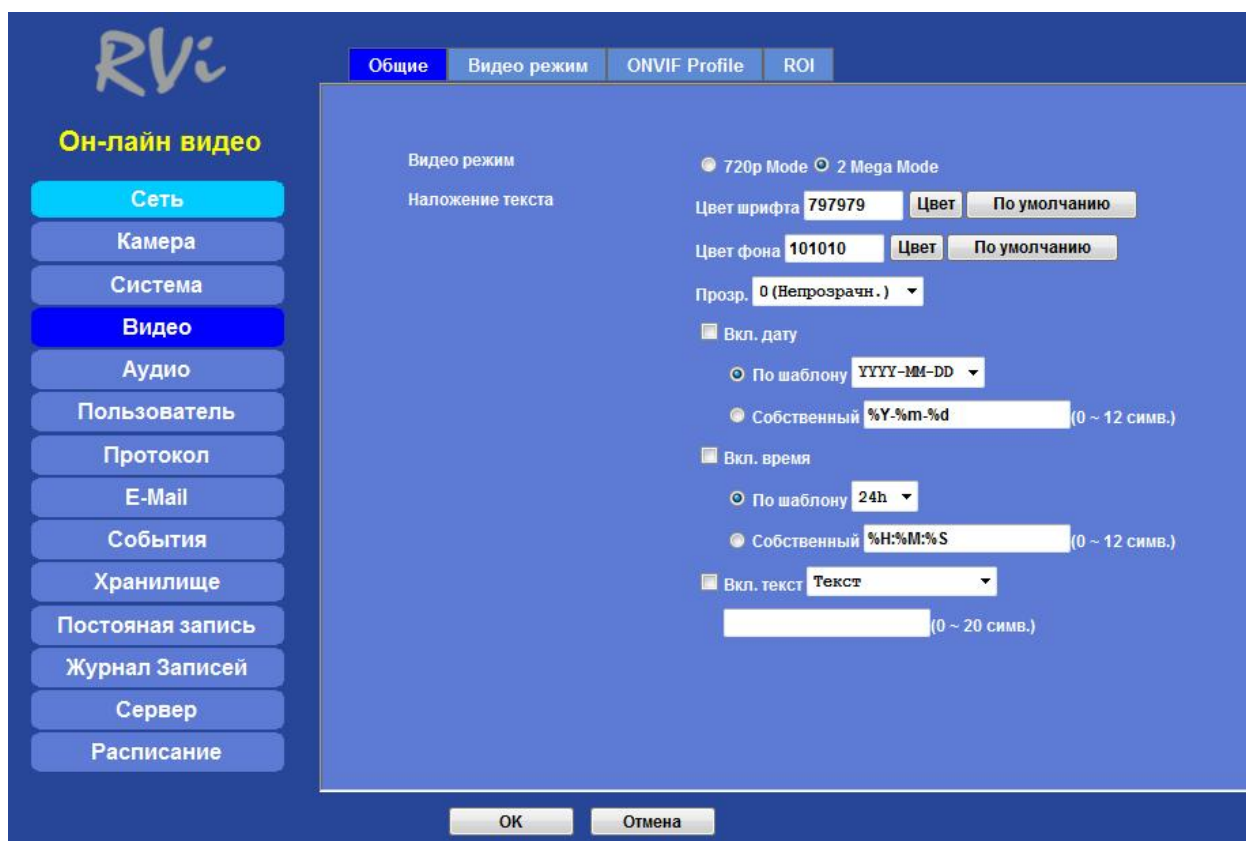 RVi
Общие Видео режим ONVIF Profile ROI
Он-лайн видео
Сеть
Камера
Система
Видео
Аудио
Пользователь
Протокол
E-Mail
События
Хранилище
Постояная запись
Журнал Записей
Сервер
Расписание
Видео режим 720p Mode 2 Mega Mode
Наложение текста Цвет шрифта 797979 Цвет По умолчанию
Цвет фона 101010 Цвет По умолчанию
Прозр. 0(Непрозрачн.)
Вкл. дату
По шаблону YYYY-MM-DD
Собственный %Y-%m-%d (0 ~ 12 симв.)
Вкл. время
По шаблону 24h
Собственный %H:%M:%S (0 ~ 12 симв.)
Вкл. текст Текст
(0 ~ 20 симв.)
OK Отмена